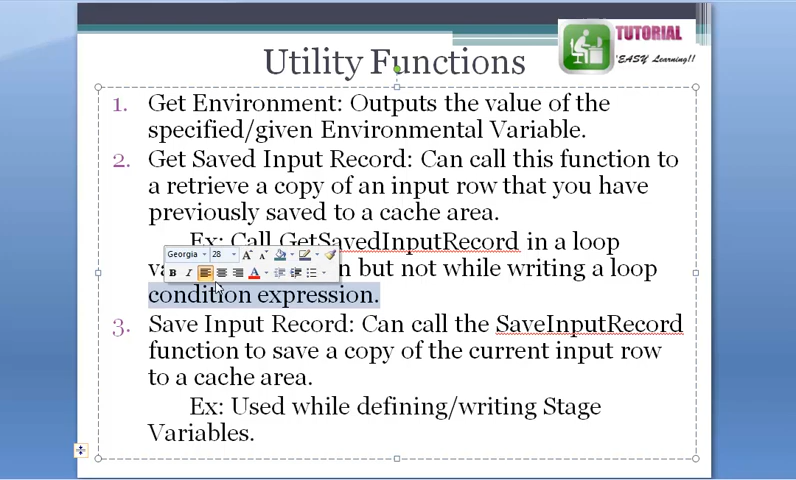 TUTORIAL
'EASY Learning!!
Utility Functions
1. Get Environment: Outputs the value of the
specified/given Environmental Variable.
2. Get Saved Input Record: Can call this function to
a retrieve a copy of an input row that you have
previously saved to a cache area.
Ex: Call GetSavedInputRecord in a loop
Georgia 28
but not while writing a loop
condition expression.
3. Save Input Record: Can call the SaveInputRecord
function to save a copy of the current input row
to a cache area.
Ex: Used while defining/writing Stage
Variables.